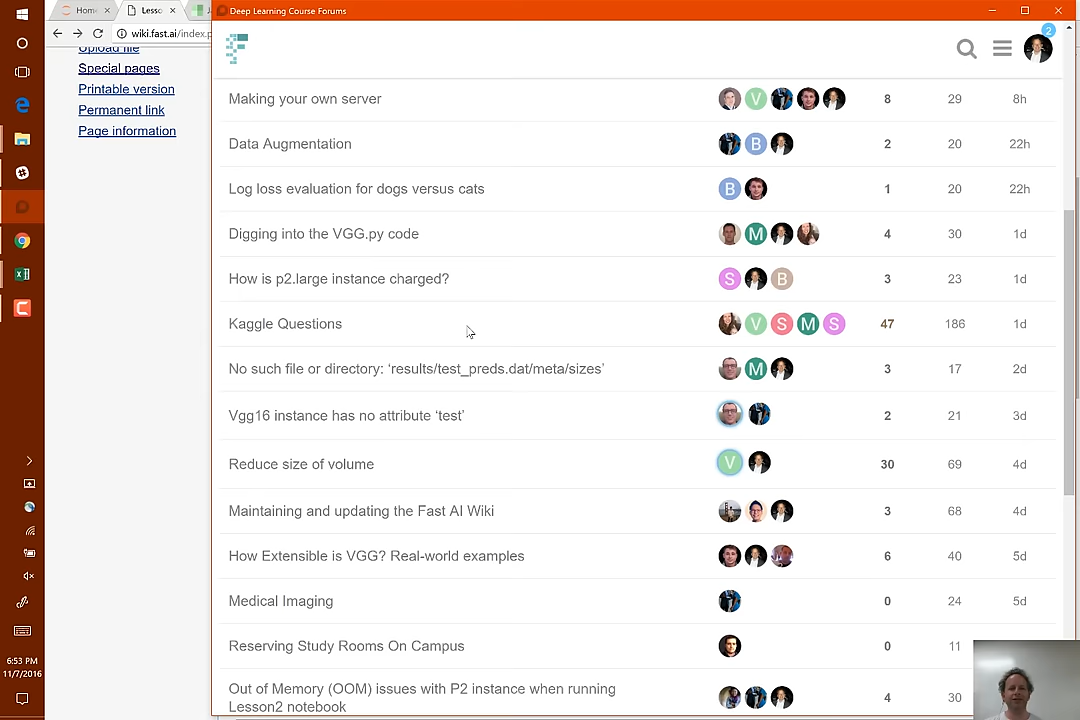 Home
Lesso
Deep Learning Course Forums
wiki.fast.ai/index.p
2
Upload file
Special pages
Printable version
Permanent link
Page information
Making your own server V 8 29 8h
Data Augmentation B 2 20 22h
Log loss evaluation for dogs versus cats B 1 20 22h
Digging into the VGG.py code M 4 30 1d
How is p2.large instance charged? S B 3 23 1d
Kaggle Questions V S M S 47 186 1d
No such file or directory: ‘results/test_preds.dat/meta/sizes’ M 3 17 2d
Vgg16 instance has no attribute ‘test’ 2 21 3d
Reduce size of volume V 30 69 4d
Maintaining and updating the Fast AI Wiki 3 68 4d
How Extensible is VGG? Real-world examples 6 40 5d
Medical Imaging 0 24 5d
Reserving Study Rooms On Campus 0 11
Out of Memory (OOM) issues with P2 instance when running
Lesson2 notebook 4 30
6:53 PM
11/7/2016